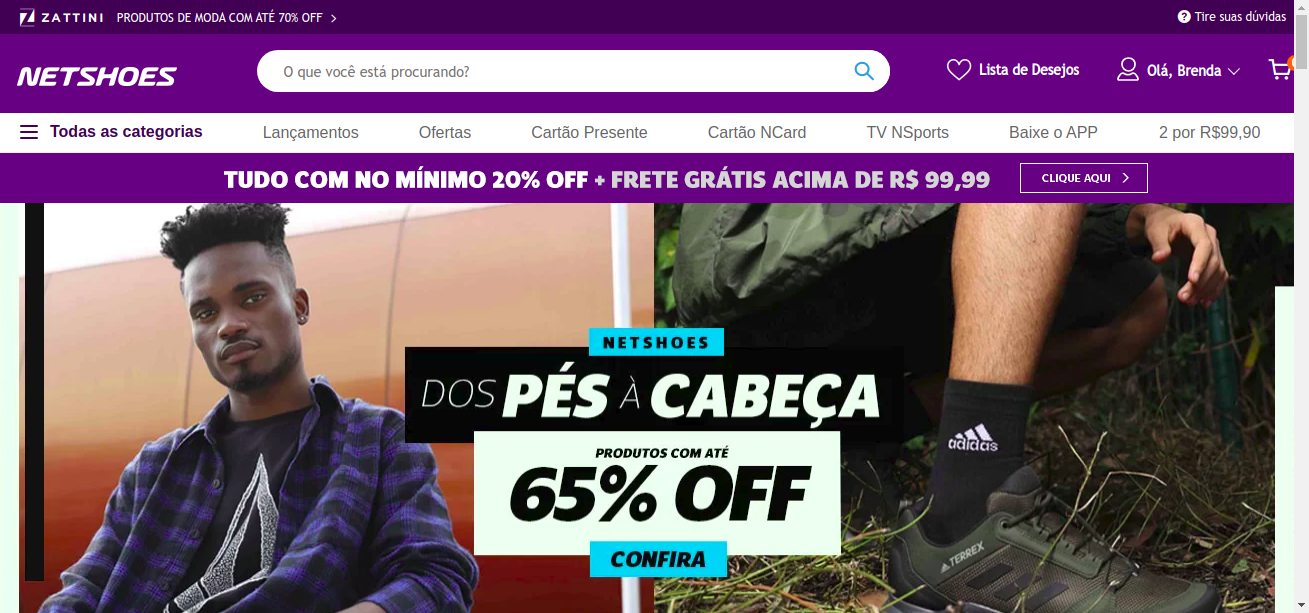 ZATTINI PRODUTOS DE MODA COM ATÉ 70% OFF
Tire suas dúvidas
NETSHOES
O que você está procurando?
Lista de Desejos
Olá, Brenda
Todas as categorias
Lançamentos
Ofertas
Cartão Presente
Cartão NCard
TV NSports
Baixe o APP
2 por R$99,90
TUDO COM NO MÍNIMO 20% OFF + FRETE GRÁTIS ACIMA DE R$ 99,99
CLIQUE AQUI
NETSHOES
DOS PÉS À CABEÇA
PRODUTOS COM ATÉ
65% OFF
CONFIRA
adidas
TERREX